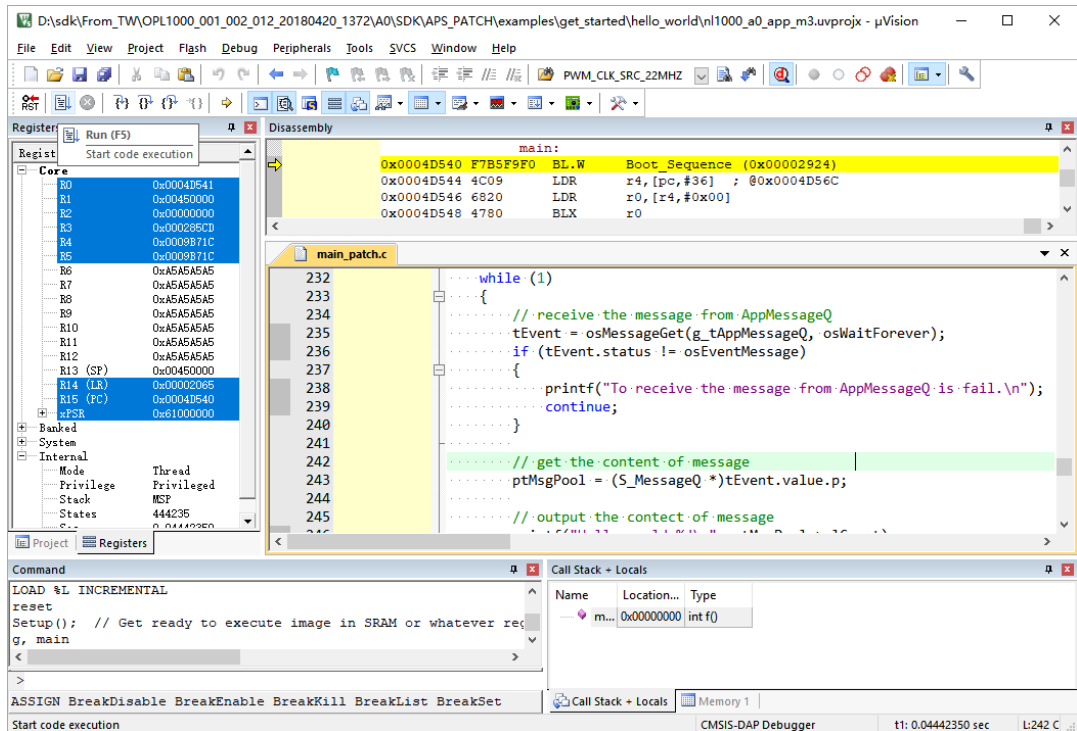 D:\sdk\From_TW\OPL1000_001_002_012_20180420_1372\A0\SDK\APS_PATCH\examples\get_started\hello_world\nl1000_a0_app_m3.uvprojx - µVision
File Edit View Project Flash Debug Peripherals Tools SVCS Window Help
PWM_CLK_SRC_22MHZ
RST
Registers
Run (F5)
Start code execution
Regist
Core
R0 0x0004D541
R1 0x00450000
R2 0x00000000
R3 0x000285CD
R4 0x0009B71C
R5 0x0009B71C
R6 0xA5A5A5A5
R7 0xA5A5A5A5
R8 0xA5A5A5A5
R9 0xA5A5A5A5
R10 0xA5A5A5A5
R11 0xA5A5A5A5
R12 0xA5A5A5A5
R13 (SP) 0x00450000
R14 (LR) 0x00002065
R15 (PC) 0x0004D540
xPSR 0x61000000
Banked
System
Internal
Mode Thread
Privilege Privileged
Stack MSP
States 444235
Project Registers
Disassembly
main:
0x0004D540 F7B5F9F0 BL.W Boot_Sequence (0x00002924)
0x0004D544 4C09 LDR r4,[pc,#36] ; @0x0004D56C
0x0004D546 6820 LDR r0,[r4,#0x00]
0x0004D548 4780 BLX r0
main_patch.c
232 while (1)
233 {
234 // receive the message from AppMessageQ
235 tEvent = osMessageGet(g_tAppMessageQ, osWaitForever);
236 if (tEvent.status != osEventMessage)
237 {
238 printf("To receive the message from AppMessageQ is fail.\n");
239 continue;
240 }
241
242 // get the content of message
243 ptMsgPool = (S_MessageQ *)tEvent.value.p;
244
245 // output the contect of message
Command
LOAD %L INCREMENTAL
reset
Setup(); // Get ready to execute image in SRAM or whatever reg
g, main
>
ASSIGN BreakDisable BreakEnable BreakKill BreakList BreakSet
Call Stack + Locals
Name Location... Type
m... 0x00000000 int f()
Call Stack + Locals Memory 1
Start code execution CMSIS-DAP Debugger t1: 0.04442350 sec L:242 C